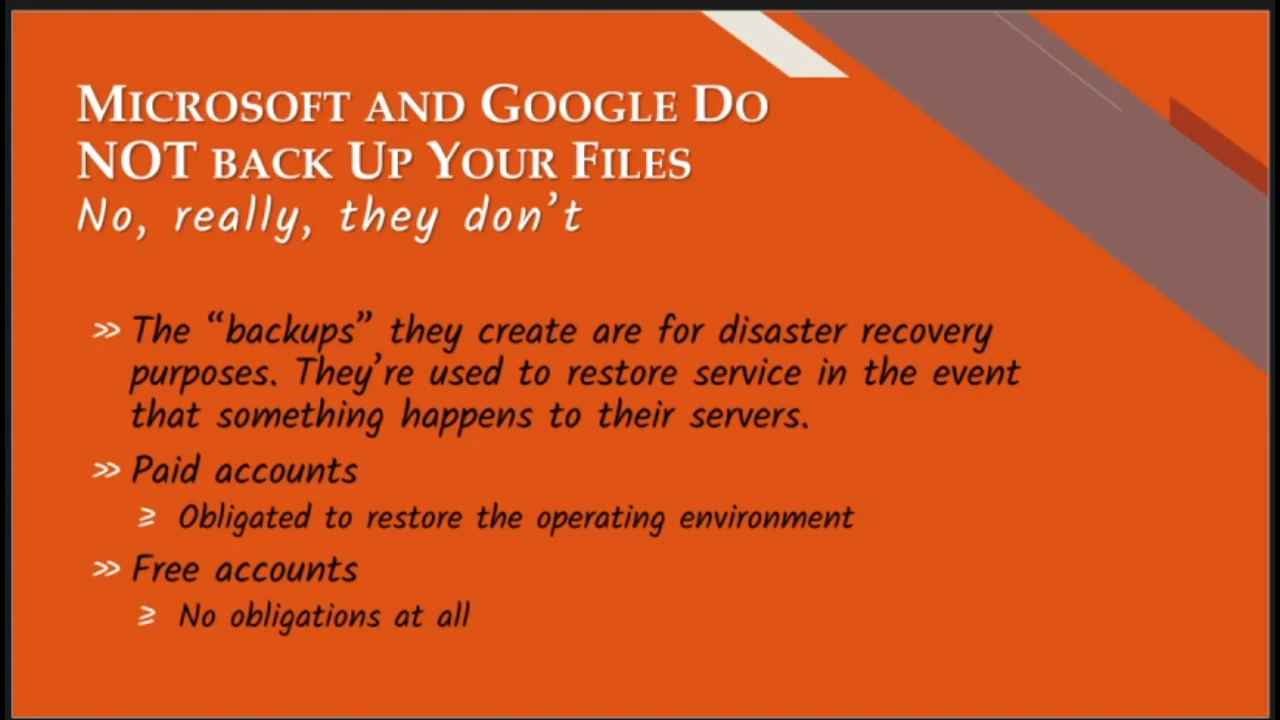 Microsoft and Google Do
NOT back Up Your Files
No, really, they don’t
» The “backups” they create are for disaster recovery
purposes. They’re used to restore service in the event
that something happens to their servers.
» Paid accounts
≥ Obligated to restore the operating environment
» Free accounts
≥ No obligations at all